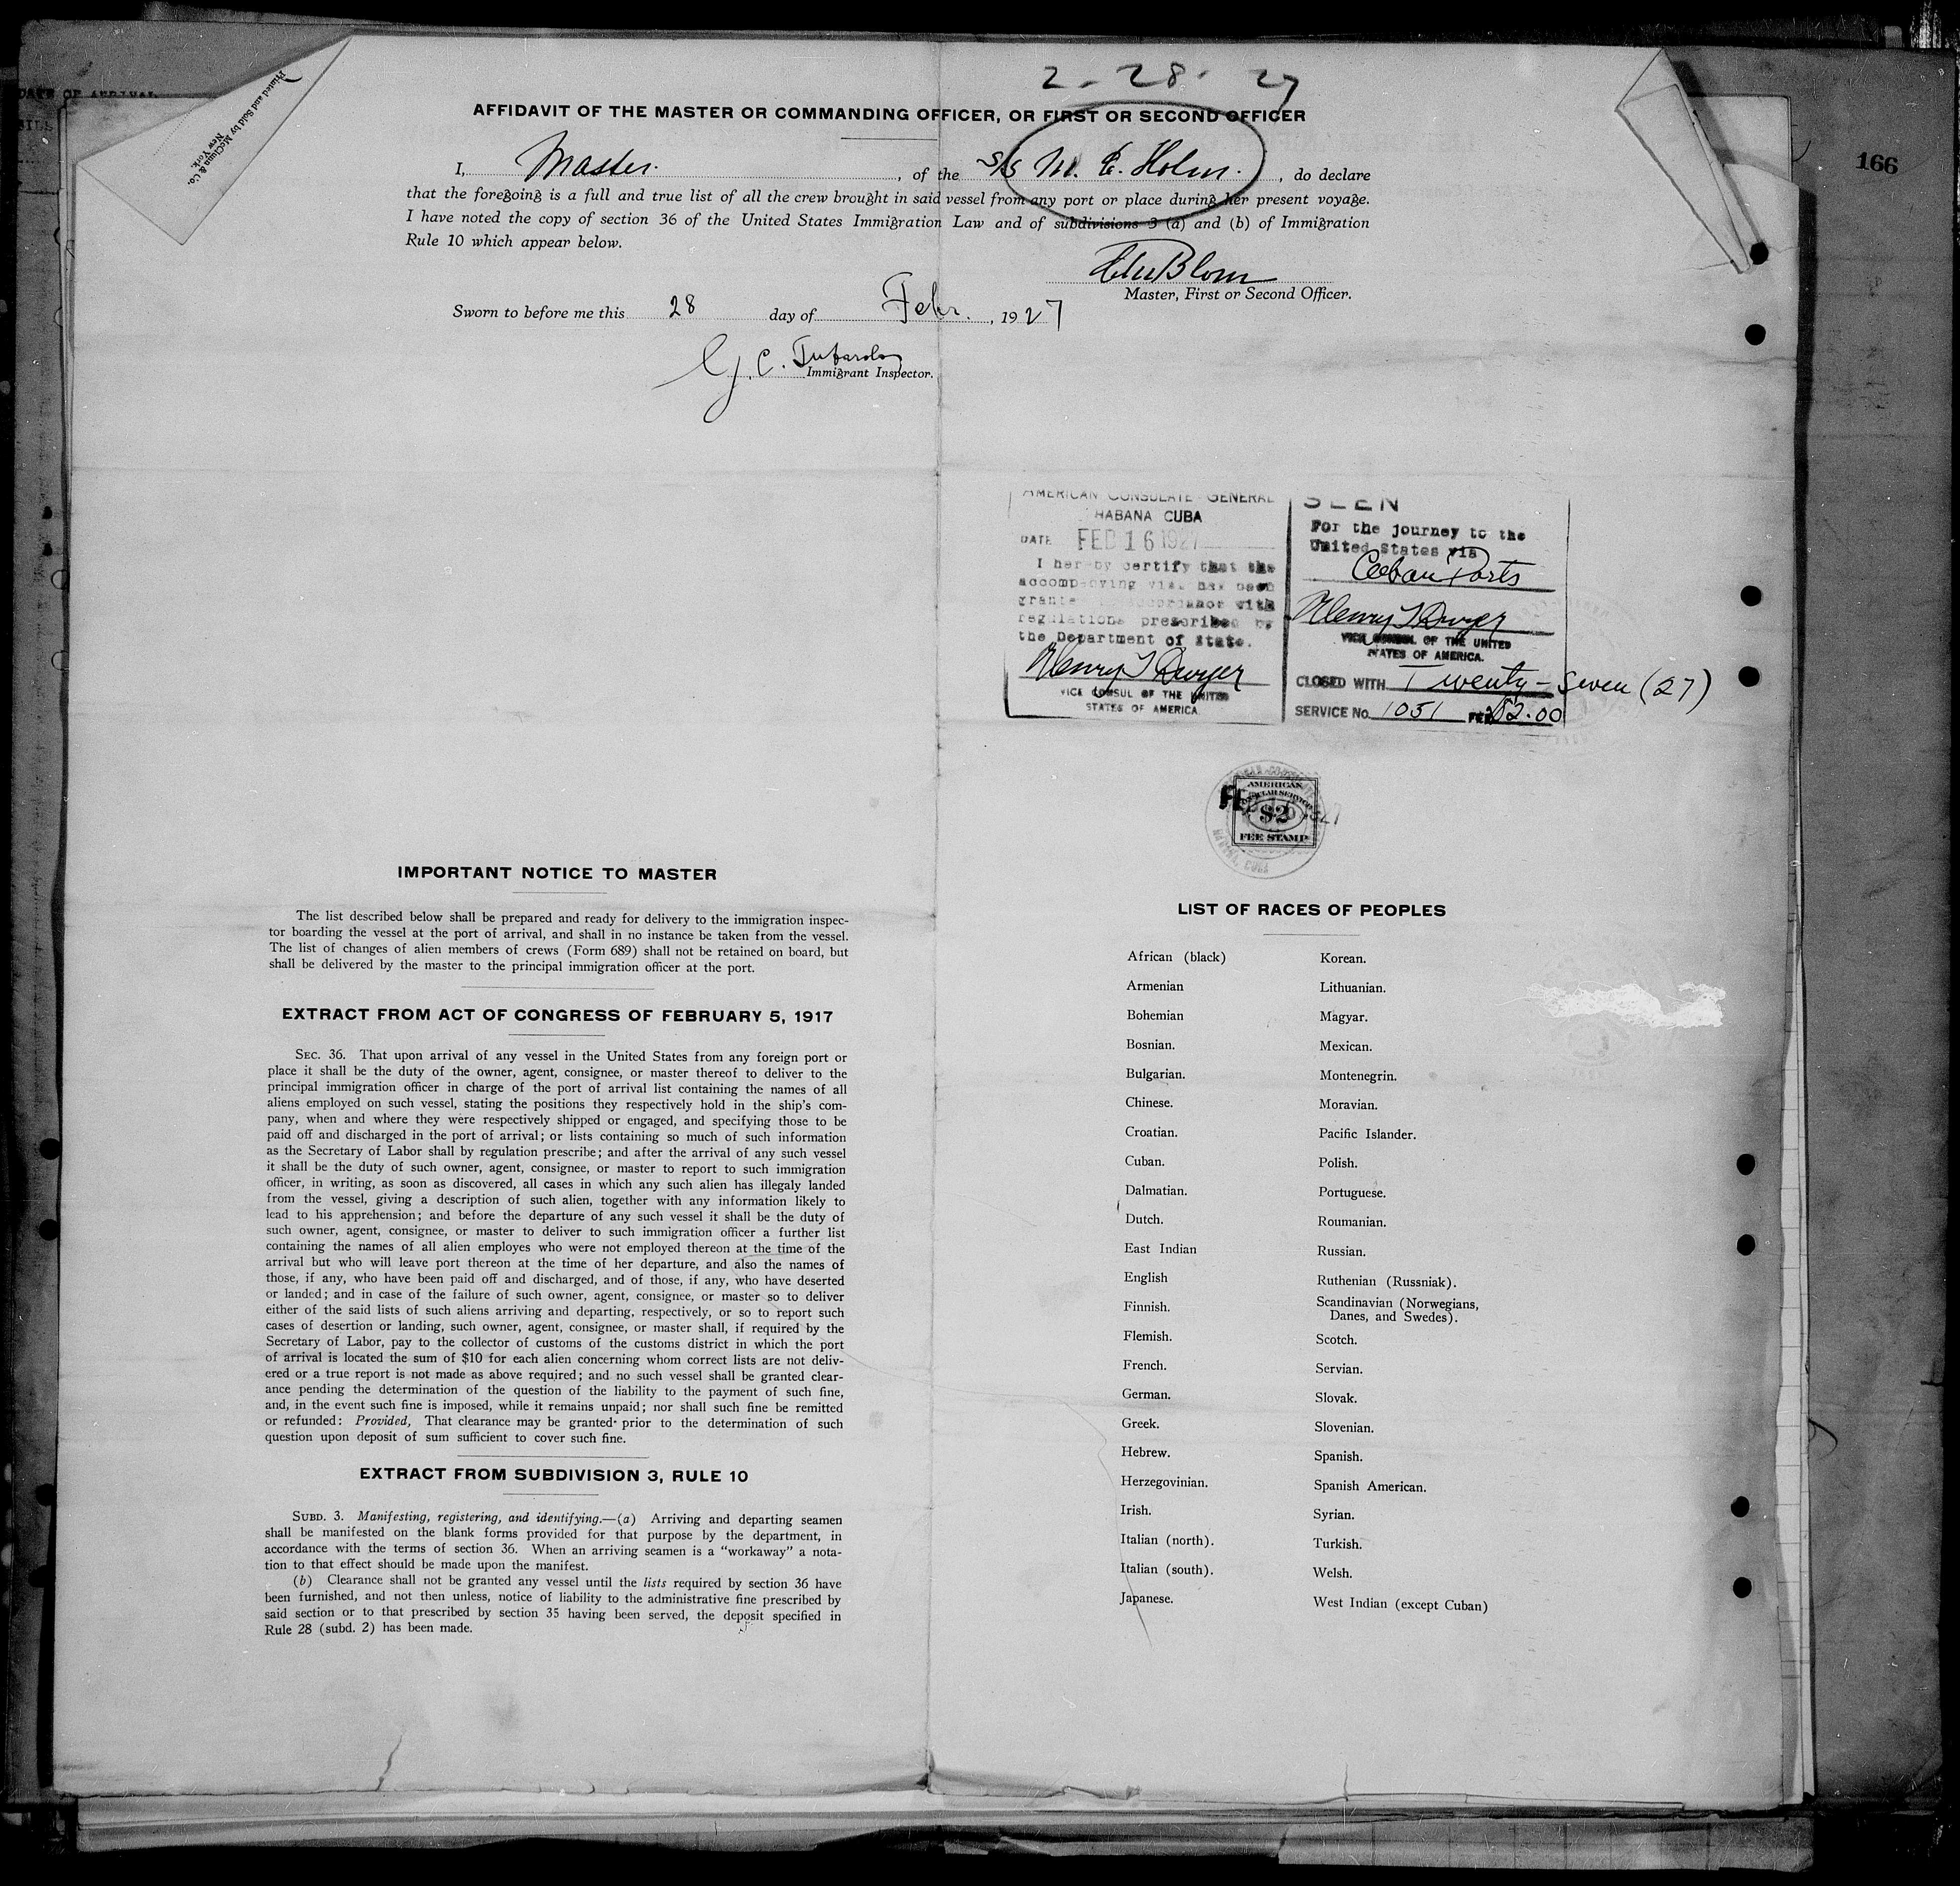 DATE OF ARRIVAL
Printed and Sold by McClunn & Co.
New York.
166
2-28-27
AFFIDAVIT OF THE MASTER OR COMMANDING OFFICER, OR FIRST OR SECOND OFFICER
I, Master. , of the S/S M. E. Holm. , do declare
that the foregoing is a full and true list of all the crew brought in said vessel from any port or place during her present voyage.
I have noted the copy of section 36 of the United States Immigration Law and of subdivisions 3 (a) and (b) of Immigration
Rule 10 which appear below.
Blom
Master, First or Second Officer.
Sworn to before me this 28 day of Febr. , 1927
Immigrant Inspector.
AMERICAN CONSULATE GENERAL
HABANA CUBA
DATE FEB 16 1927
I hereby certify that the
accompanying visa has been
granted in accordance with
regulations prescribed by
the Department of State.
Henry T Dwyer
VICE CONSUL OF THE UNITED
STATES OF AMERICA.
SEEN
For the journey to the
United States via
Cuban Ports
Henry T Dwyer
VICE CONSUL OF THE UNITED
STATES OF AMERICA.
CLOSED WITH Twenty-Seven (27)
SERVICE No. 1051 FEE $2.00
AMERICAN
CONSULAR SERVICE
$2
FEE STAMP
HABANA, CUBA
IMPORTANT NOTICE TO MASTER
The list described below shall be prepared and ready for delivery to the immigration inspec-
tor boarding the vessel at the port of arrival, and shall in no instance be taken from the vessel.
The list of changes of alien members of crews (Form 689) shall not be retained on board, but
shall be delivered by the master to the principal immigration officer at the port.
EXTRACT FROM ACT OF CONGRESS OF FEBRUARY 5, 1917
SEC. 36. That upon arrival of any vessel in the United States from any foreign port or
place it shall be the duty of the owner, agent, consignee, or master thereof to deliver to the
principal immigration officer in charge of the port of arrival list containing the names of all
aliens employed on such vessel, stating the positions they respectively hold in the ship's com-
pany, when and where they were respectively shipped or engaged, and specifying those to be
paid off and discharged in the port of arrival; or lists containing so much of such information
as the Secretary of Labor shall by regulation prescribe; and after the arrival of any such vessel
it shall be the duty of such owner, agent, consignee, or master to report to such immigration
officer, in writing, as soon as discovered, all cases in which any such alien has illegaly landed
from the vessel, giving a description of such alien, together with any information likely to
lead to his apprehension; and before the departure of any such vessel it shall be the duty of
such owner, agent, consignee, or master to deliver to such immigration officer a further list
containing the names of all alien employes who were not employed thereon at the time of the
arrival but who will leave port thereon at the time of her departure, and also the names of
those, if any, who have been paid off and discharged, and of those, if any, who have deserted
or landed; and in case of the failure of such owner, agent, consignee, or master so to deliver
either of the said lists of such aliens arriving and departing, respectively, or so to report such
cases of desertion or landing, such owner, agent, consignee, or master shall, if required by the
Secretary of Labor, pay to the collector of customs of the customs district in which the port
of arrival is located the sum of $10 for each alien concerning whom correct lists are not deliv-
ered or a true report is not made as above required; and no such vessel shall be granted clear-
ance pending the determination of the question of the liability to the payment of such fine,
and, in the event such fine is imposed, while it remains unpaid; nor shall such fine be remitted
or refunded: Provided, That clearance may be granted prior to the determination of such
question upon deposit of sum sufficient to cover such fine.
EXTRACT FROM SUBDIVISION 3, RULE 10
SUBD. 3. Manifesting, registering, and identifying.—(a) Arriving and departing seamen
shall be manifested on the blank forms provided for that purpose by the department, in
accordance with the terms of section 36. When an arriving seamen is a “workaway” a nota-
tion to that effect should be made upon the manifest.
(b) Clearance shall not be granted any vessel until the lists required by section 36 have
been furnished, and not then unless, notice of liability to the administrative fine prescribed by
said section or to that prescribed by section 35 having been served, the deposit specified in
Rule 28 (subd. 2) has been made.
LIST OF RACES OF PEOPLES
African (black)
Armenian
Bohemian
Bosnian.
Bulgarian.
Chinese.
Croatian.
Cuban.
Dalmatian.
Dutch.
East Indian
English
Finnish.
Flemish.
French.
German.
Greek.
Hebrew.
Herzegovinian.
Irish.
Italian (north).
Italian (south).
Japanese.
Korean.
Lithuanian.
Magyar.
Mexican.
Montenegrin.
Moravian.
Pacific Islander.
Polish.
Portuguese.
Roumanian.
Russian.
Ruthenian (Russniak).
Scandinavian (Norwegians,
Danes, and Swedes).
Scotch.
Servian.
Slovak.
Slovenian.
Spanish.
Spanish American.
Syrian.
Turkish.
Welsh.
West Indian (except Cuban)